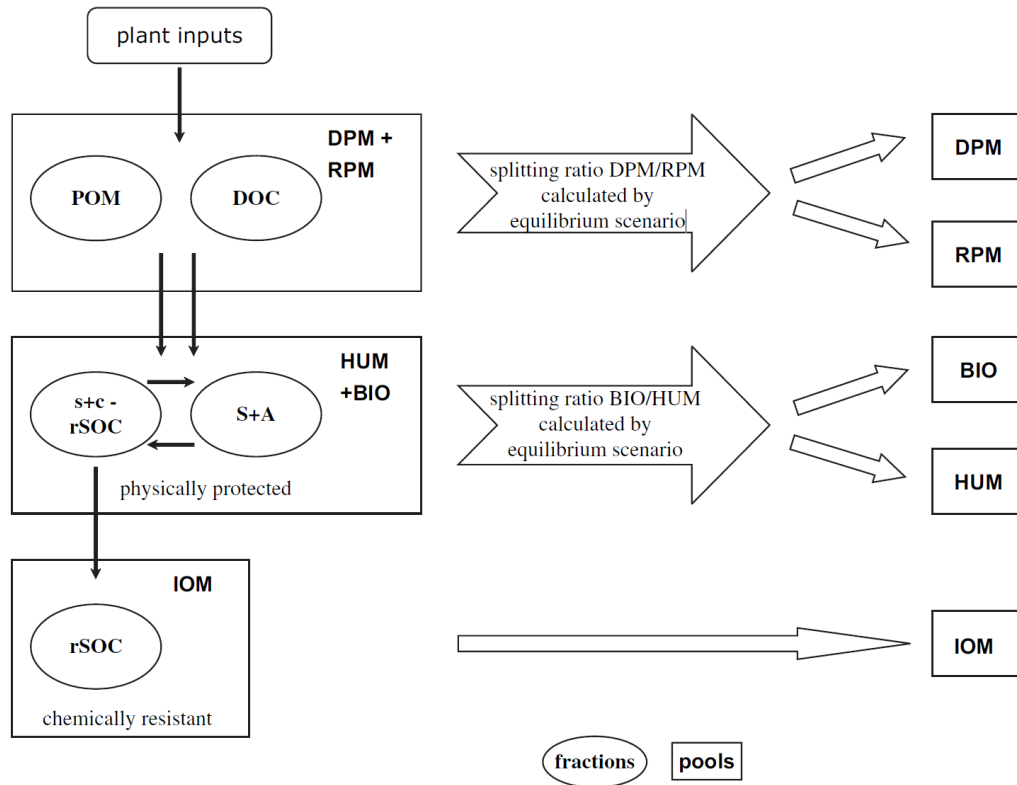 plant inputs
DPM +
RPM
POM
DOC
splitting ratio DPM/RPM
calculated by
equilibrium scenario
DPM
RPM
HUM
+BIO
s+c -
rSOC
S+A
physically protected
splitting ratio BIO/HUM
calculated by
equilibrium scenario
BIO
HUM
IOM
rSOC
chemically resistant
IOM
fractions
pools